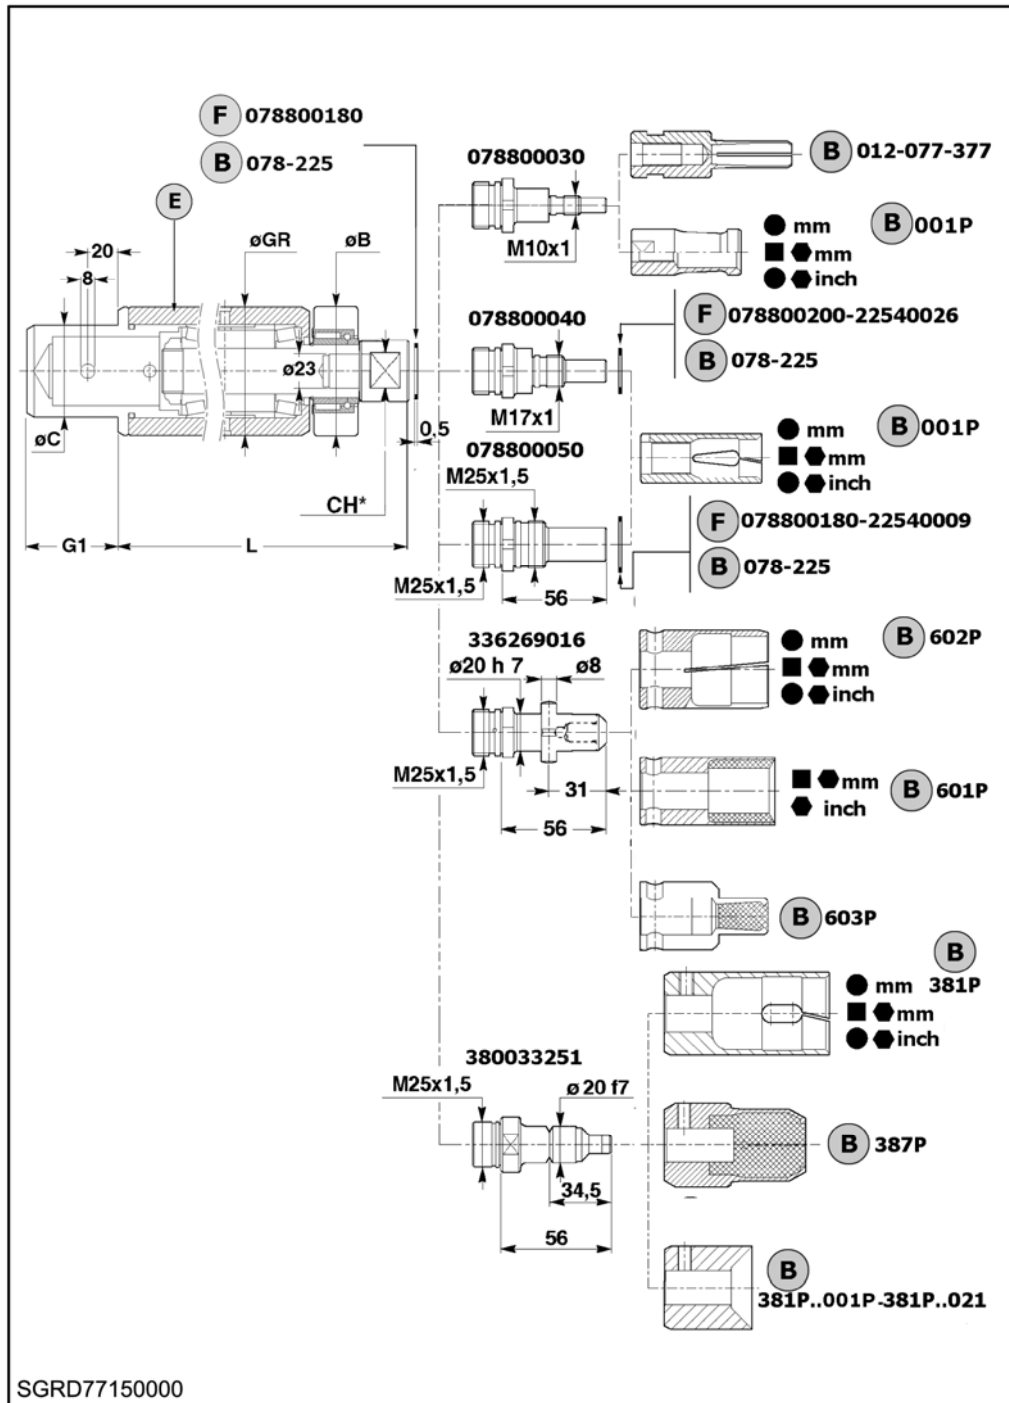 F 078800180
B 078-225
E
20
8
øGR
øB
ø23
øC
0,5
CH*
G1
L
078800030
M10x1
B 012-077-377
B 001P
mm
mm
inch
078800040
M17x1
F 078800200-22540026
B 078-225
078800050
M25x1,5
M25x1,5
56
B 001P
mm
mm
inch
F 078800180-22540009
B 078-225
336269016
ø20 h 7
ø8
M25x1,5
31
56
B 602P
mm
mm
inch
mm
inch
B 601P
B 603P
B
381P
mm
mm
inch
380033251
M25x1,5
ø 20 f7
34,5
56
B 387P
B
381P..001P-381P..021
SGRD77150000